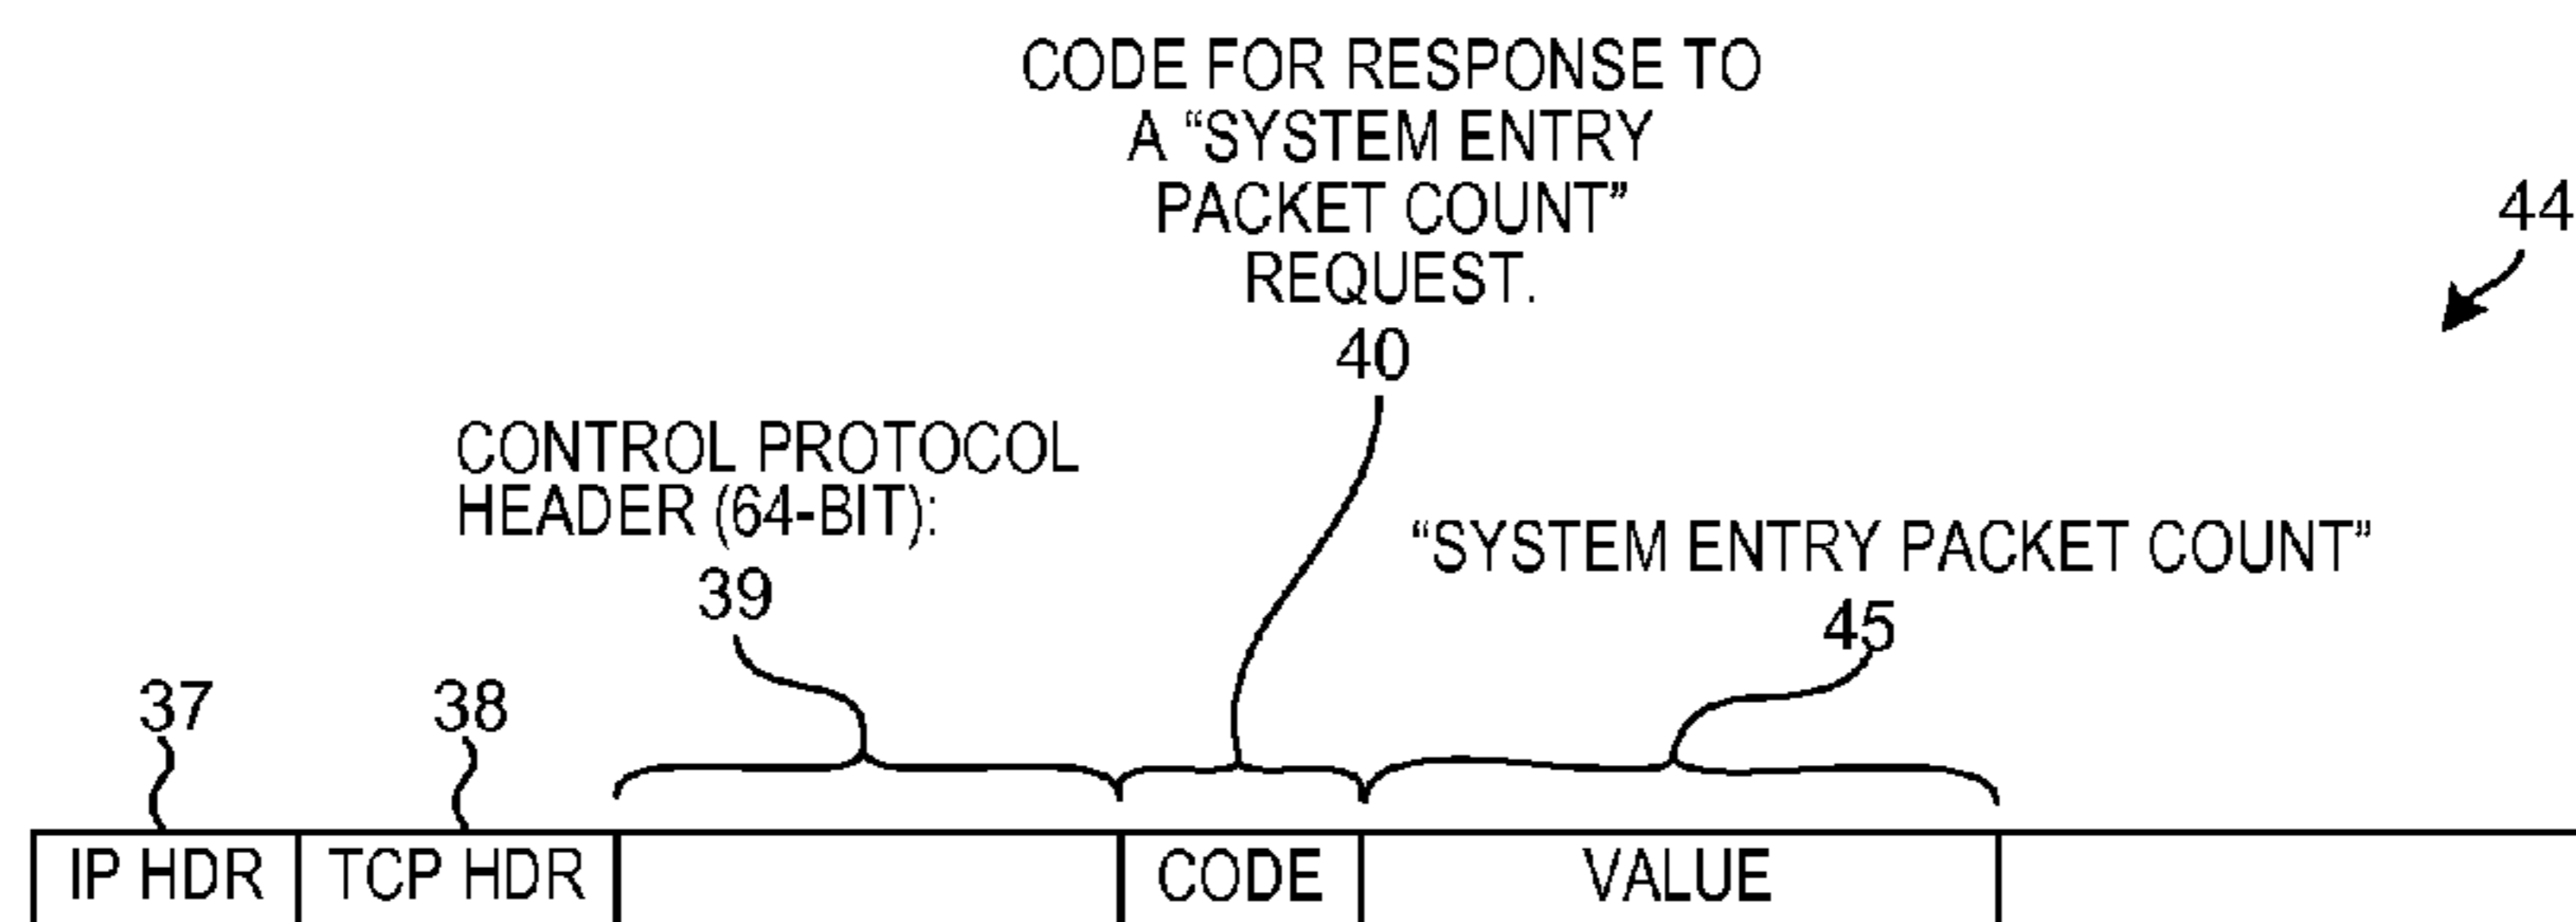 CODE FOR RESPONSE TO
A “SYSTEM ENTRY
PACKET COUNT”
REQUEST.
40
44
CONTROL PROTOCOL
HEADER (64-BIT):
39
“SYSTEM ENTRY PACKET COUNT”
45
37
38
IP HDR
TCP HDR
CODE
VALUE